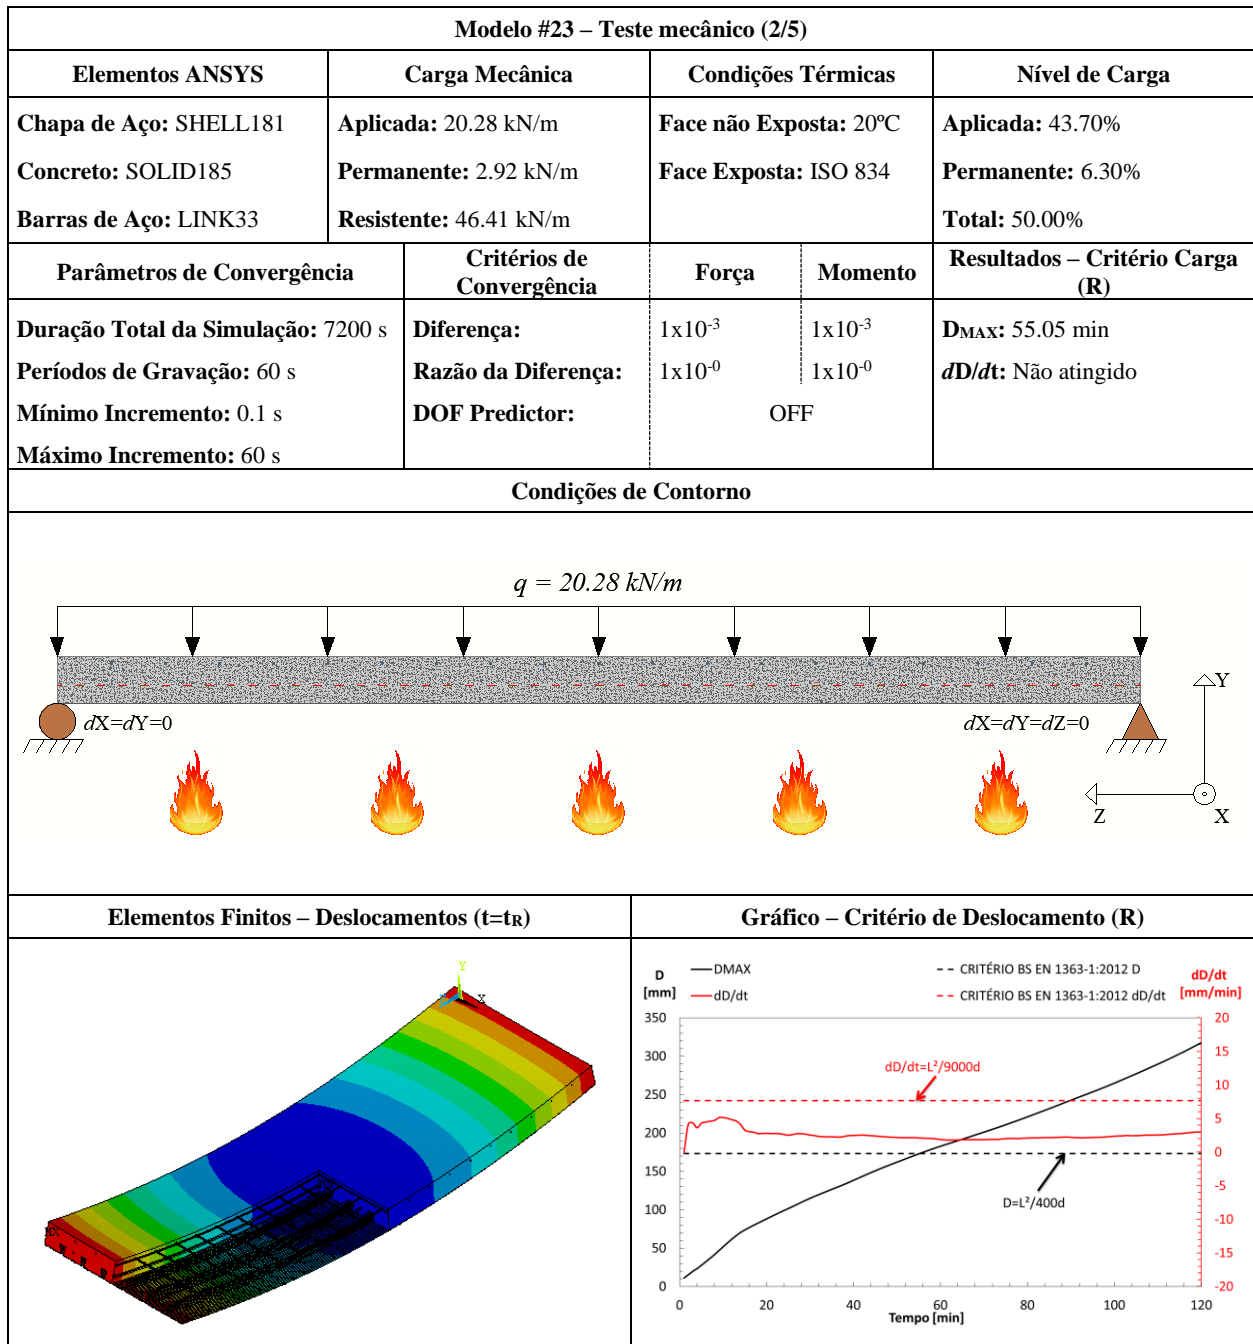 Modelo #23 – Teste mecânico (2/5)
Elementos ANSYS
Carga Mecânica
Condições Térmicas
Nível de Carga
Chapa de Aço: SHELL181
Concreto: SOLID185
Barras de Aço: LINK33
Aplicada: 20.28 kN/m
Permanente: 2.92 kN/m
Resistente: 46.41 kN/m
Face não Exposta: 20ºC
Face Exposta: ISO 834
Aplicada: 43.70%
Permanente: 6.30%
Total: 50.00%
Parâmetros de Convergência
Critérios de
Convergência
Força
Momento
Resultados – Critério Carga
(R)
Duração Total da Simulação: 7200 s
Períodos de Gravação: 60 s
Mínimo Incremento: 0.1 s
Máximo Incremento: 60 s
Diferença: 1x10-3 1x10-3
Razão da Diferença: 1x10-0 1x10-0
DOF Predictor: OFF
DMAX: 55.05 min
dD/dt: Não atingido
Condições de Contorno
q = 20.28 kN/m
dX=dY=0
dX=dY=dZ=0
Y
Z
X
Elementos Finitos – Deslocamentos (t=tR)
Y
X
MX
Gráfico – Critério de Deslocamento (R)
D
[mm]
DMAX
CRITÉRIO BS EN 1363-1:2012 D
dD/dt
CRITÉRIO BS EN 1363-1:2012 dD/dt
dD/dt
[mm/min]
350
300
250
200
150
100
50
0
dD/dt=L²/9000d
D=L²/400d
20
15
10
5
0
-5
-10
-15
-20
0 20 40 60 80 100 120
Tempo [min]